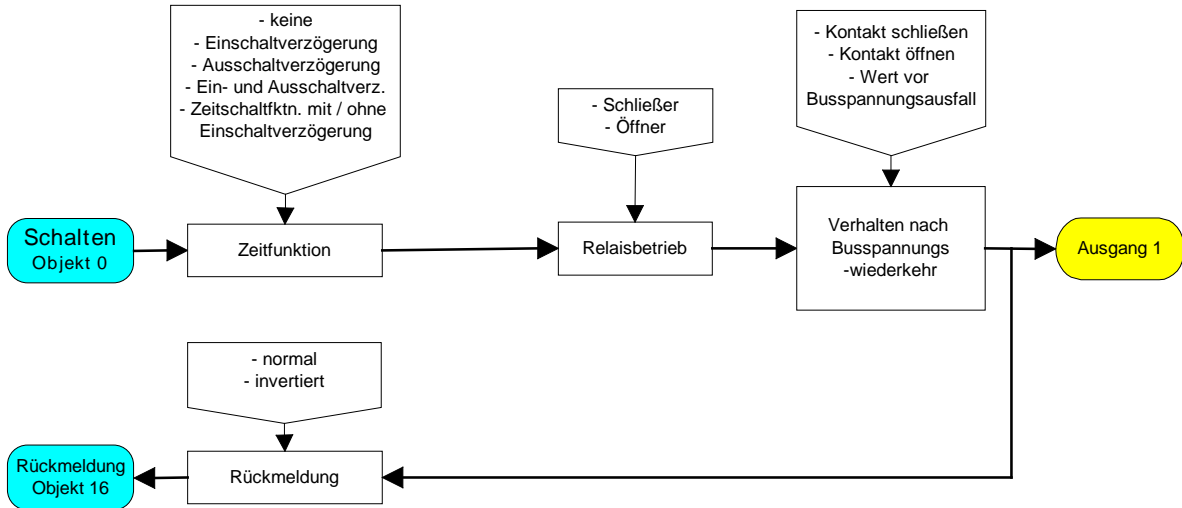 - keine
- Einschaltverzögerung
- Ausschaltverzögerung
- Ein- und Ausschaltverz.
- Zeitschaltfktn. mit / ohne
Einschaltverzögerung
- Schließer
- Öffner
- Kontakt schließen
- Kontakt öffnen
- Wert vor
Busspannungsausfall
Schalten
Objekt 0
Zeitfunktion
Relaisbetrieb
Verhalten nach
Busspannungs
-wiederkehr
Ausgang 1
- normal
- invertiert
Rückmeldung
Objekt 16
Rückmeldung